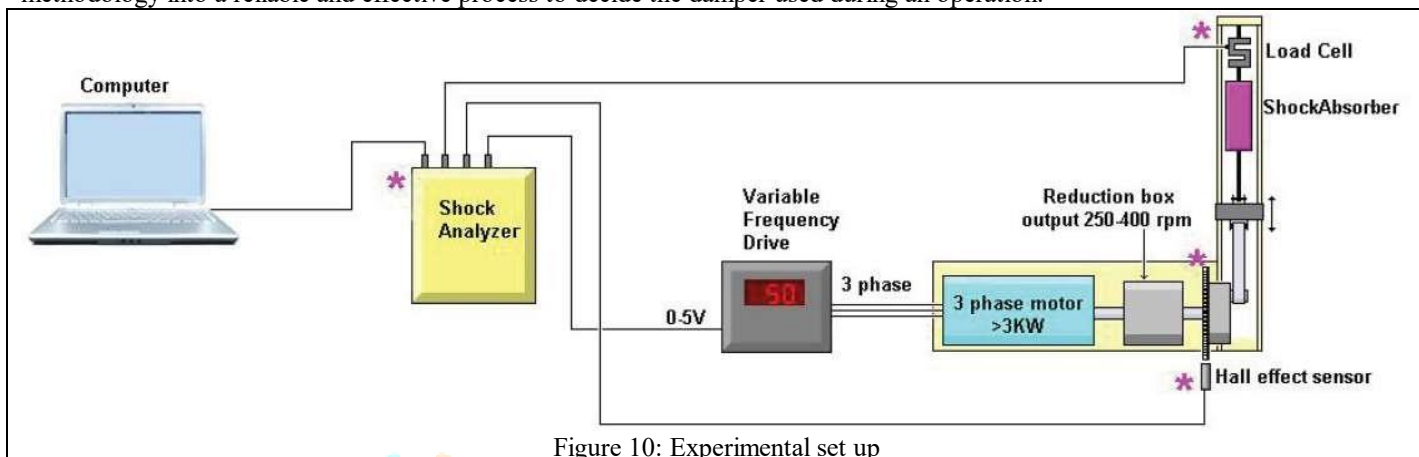 methodology into a reliable and effective process to decide the damper used during an operation.
Computer
Load Cell
ShockAbsorber
Shock
Analyzer
Variable
Frequency
Drive
Reduction box
output 250-400 rpm
50
3 phase
3 phase motor
>3KW
0-5V
Hall effect sensor
Figure 10: Experimental set up